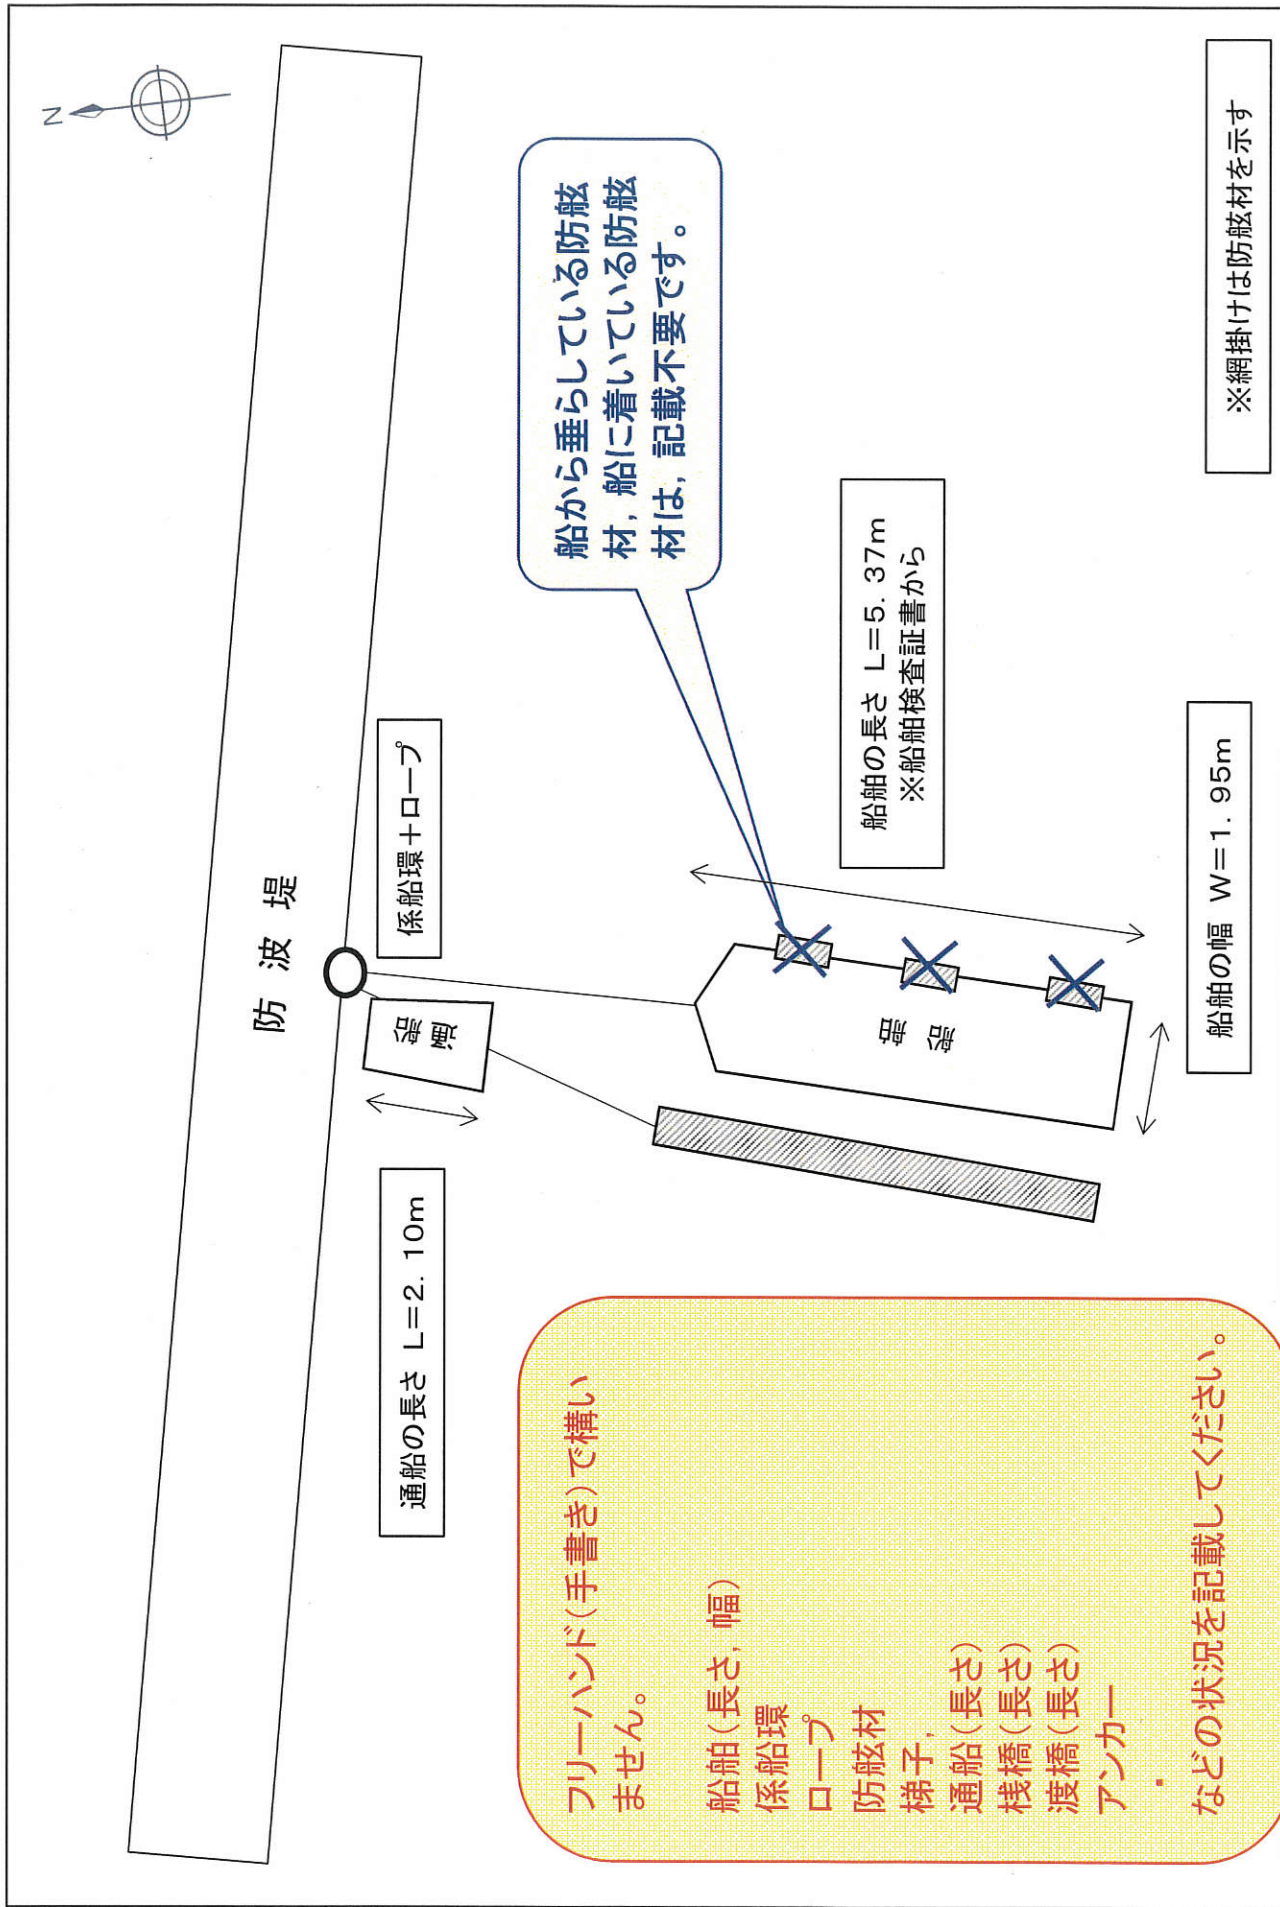 N
防波堤
係船環+ロープ
通船
通船の長さ L=2.10m
船から垂らしている防舷
材,船に着いている防舷
材は,記載不要です。
船舶
船舶の長さ L=5.37m
※船舶検査証書から
船舶の幅 W=1.95m
※網掛けは防舷材を示す
フリーハンド(手書き)で構い
ません。
船舶(長さ,幅)
係船環
ロープ
防舷材
梯子,
通船(長さ)
桟橋(長さ)
渡橋(長さ)
アンカー
・
などの状況を記載してください。